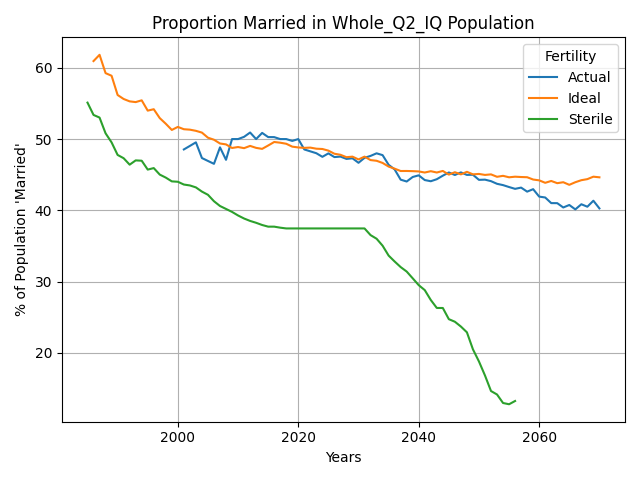 Proportion Married in Whole_Q2_IQ Population
Fertility
Actual
Ideal
Sterile
% of Population 'Married'
60
50
40
30
20
2000
2020
2040
2060
Years